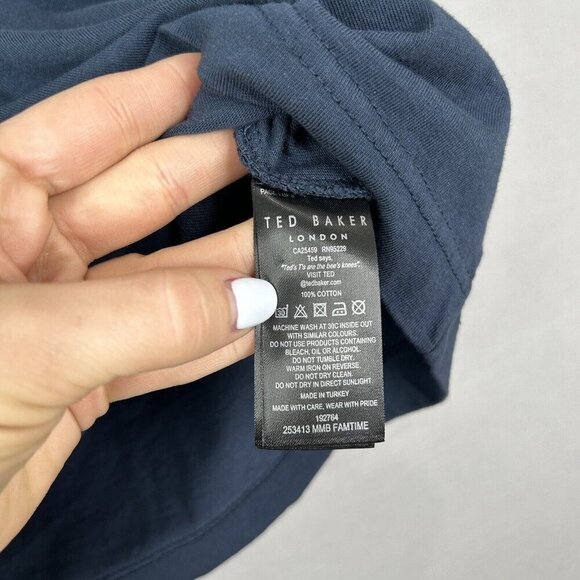 TED BAKER
LONDON
CA25459 RN95229
Ted says,
"Ted's T's are the bee's knees".
VISIT TED
@tedbaker.com
100% COTTON
MACHINE WASH AT 30C INSIDE OUT
WITH SIMILAR COLOURS.
DO NOT USE PRODUCTS CONTAINING
BLEACH, OIL OR ALCOHOL.
DO NOT TUMBLE DRY.
WARM IRON ON REVERSE.
DO NOT DRY CLEAN.
DO NOT DRY IN DIRECT SUNLIGHT.
MADE IN TURKEY
MADE WITH CARE, WEAR WITH PRIDE
192764
253413 MMB FAMTIME